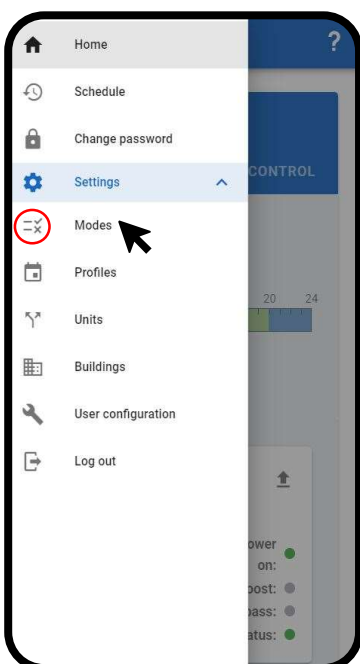 Home
?
Schedule
Change password
CONTROL
Settings
Modes
Profiles
20 24
Units
Buildings
User configuration
Log out
ower
on:
ost:
ass:
atus: